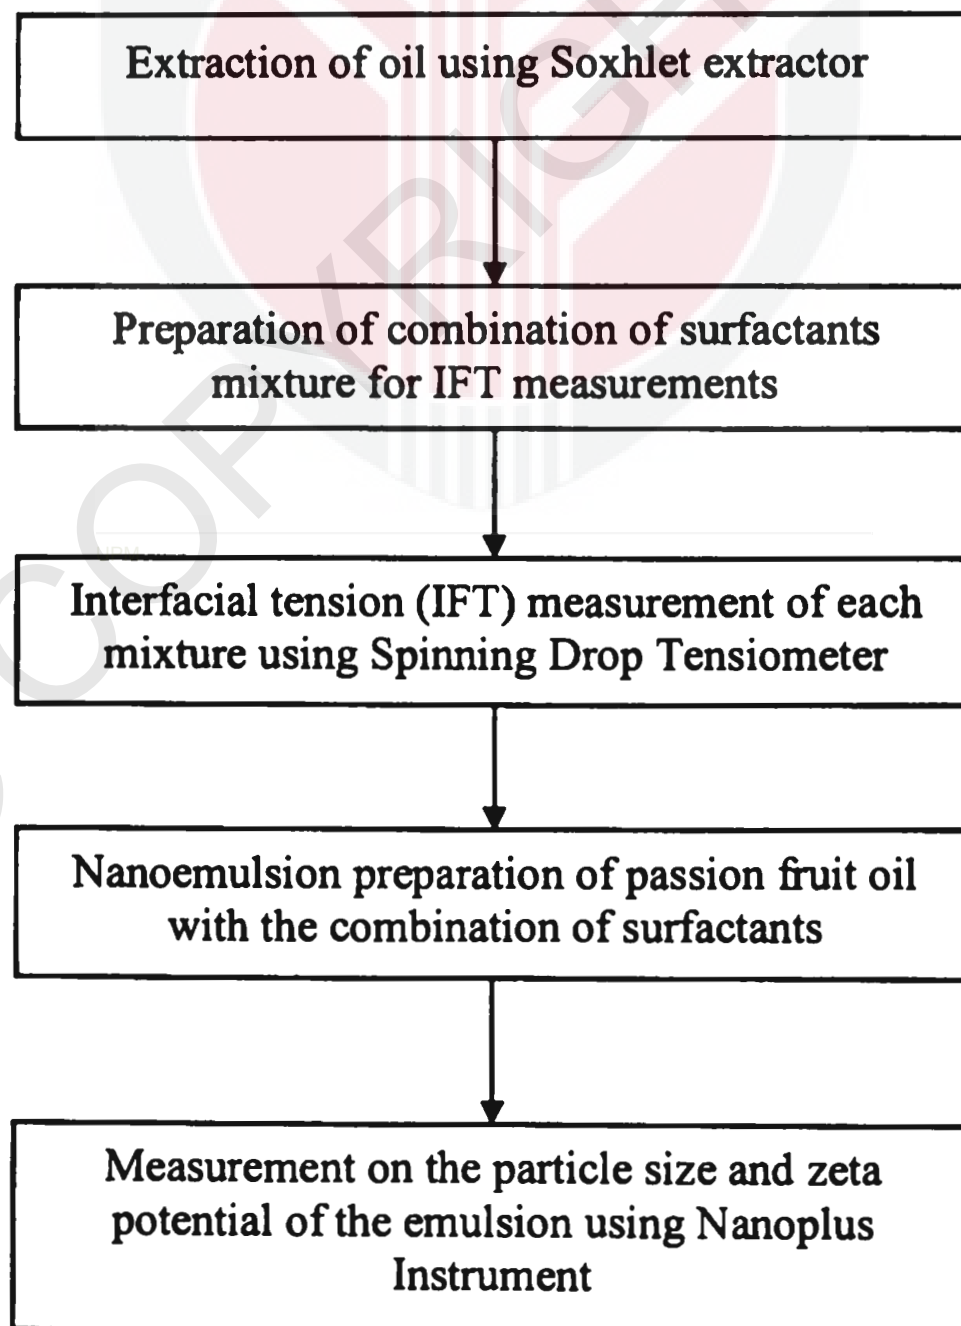 Extraction of oil using Soxhlet extractor
Preparation of combination of surfactants
mixture for IFT measurements
Interfacial tension (IFT) measurement of each
mixture using Spinning Drop Tensiometer
Nanoemulsion preparation of passion fruit oil
with the combination of surfactants
Measurement on the particle size and zeta
potential of the emulsion using Nanoplus
Instrument
COPYRIGH